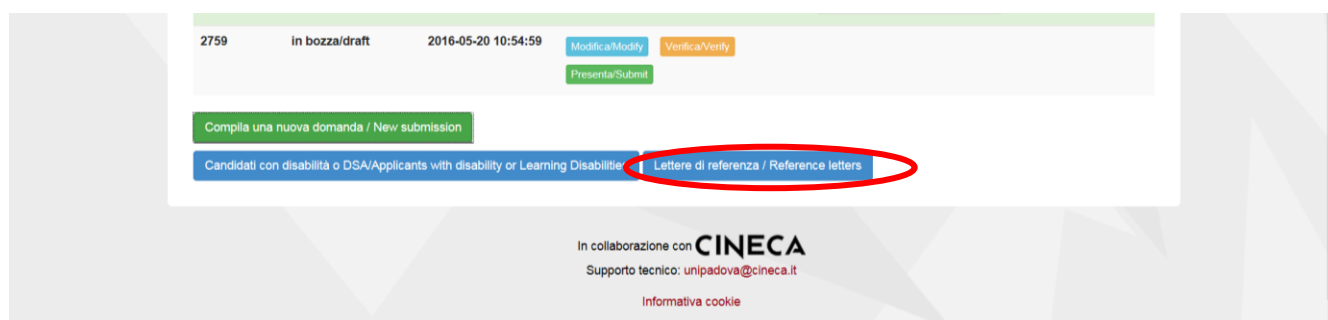 2759 in bozza/draft 2016-05-20 10:54:59 Modifica/Modify Verifica/Verify
Presenta/Submit
Compila una nuova domanda / New submission
Candidati con disabilità o DSA/Applicants with disability or Learning Disabilities Lettere di referenza / Reference letters
In collaborazione con CINECA
Supporto tecnico: unipadova@cineca.it
Informativa cookie